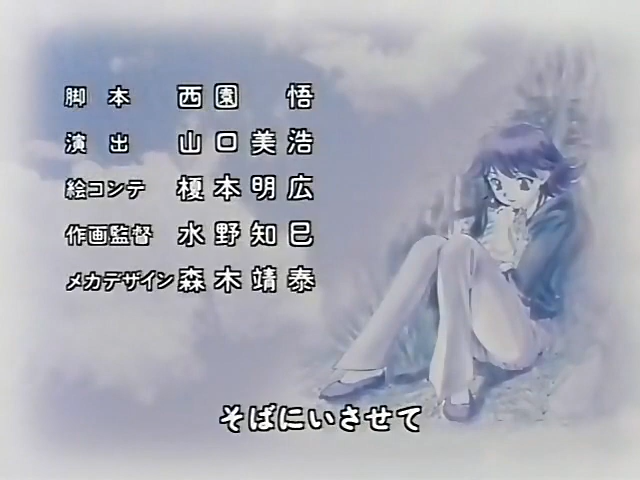 脚本 西園 悟
演出 山口美浩
絵コンテ 榎本明広
作画監督 水野知巳
メカデザイン 森木靖泰
そばにいさせて